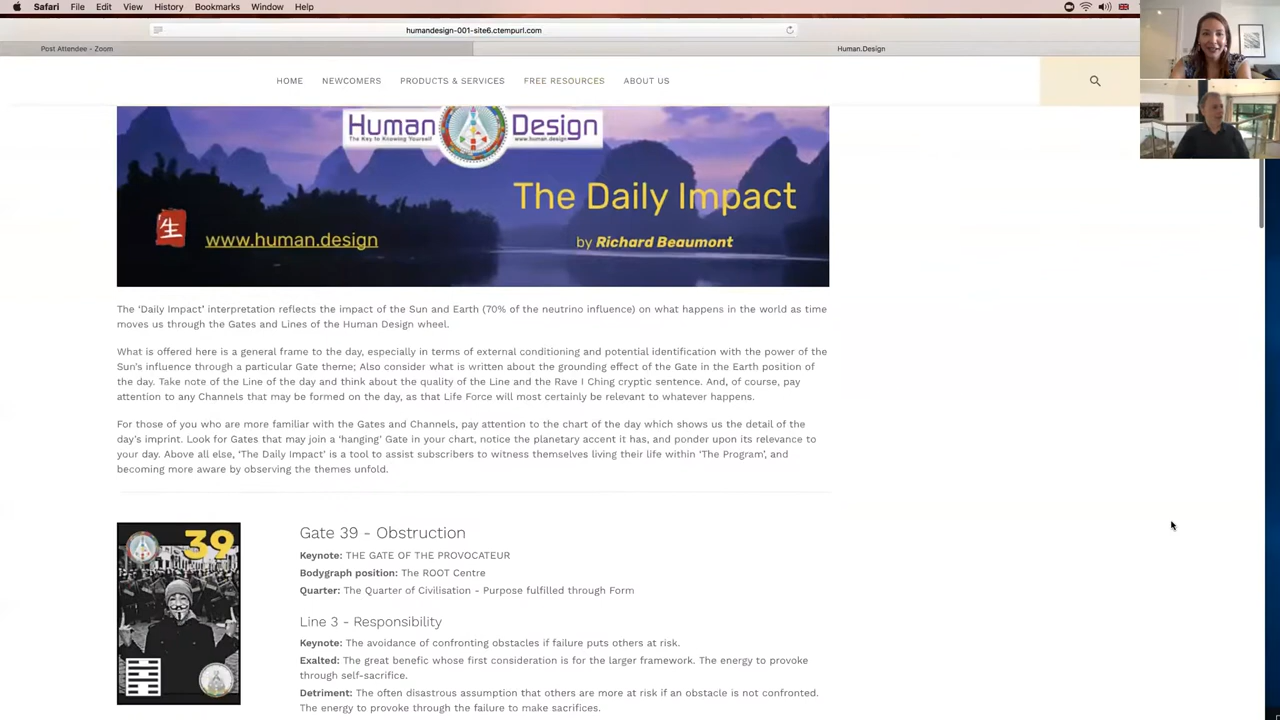 Safari File Edit View History Bookmarks Window Help
humandesign-001-site6.ctempurl.com
Post Attendee - Zoom
Human.Design
HOME NEWCOMERS PRODUCTS & SERVICES FREE RESOURCES ABOUT US
Human Design
The Key to Knowing Yourself www.human.design
The Daily Impact
生
www.human.design
by Richard Beaumont
The ‘Daily Impact’ interpretation reflects the impact of the Sun and Earth (70% of the neutrino influence) on what happens in the world as time
moves us through the Gates and Lines of the Human Design wheel.
What is offered here is a general frame to the day, especially in terms of external conditioning and potential identification with the power of the
Sun’s influence through a particular Gate theme; Also consider what is written about the grounding effect of the Gate in the Earth position of
the day. Take note of the Line of the day and think about the quality of the Line and the Rave I Ching cryptic sentence. And, of course, pay
attention to any Channels that may be formed on the day, as that Life Force will most certainly be relevant to whatever happens.
For those of you who are more familiar with the Gates and Channels, pay attention to the chart of the day which shows us the detail of the
day’s imprint. Look for Gates that may join a ‘hanging’ Gate in your chart, notice the planetary accent it has, and ponder upon its relevance to
your day. Above all else, ‘The Daily Impact’ is a tool to assist subscribers to witness themselves living their life within ‘The Program’, and
becoming more aware by observing the themes unfold.
39
Gate 39 - Obstruction
Keynote: THE GATE OF THE PROVOCATEUR
Bodygraph position: The ROOT Centre
Quarter: The Quarter of Civilisation - Purpose fulfilled through Form
Line 3 - Responsibility
Keynote: The avoidance of confronting obstacles if failure puts others at risk.
Exalted: The great benefic whose first consideration is for the larger framework. The energy to provoke
through self-sacrifice.
Detriment: The often disastrous assumption that others are more at risk if an obstacle is not confronted.
The energy to provoke through the failure to make sacrifices.